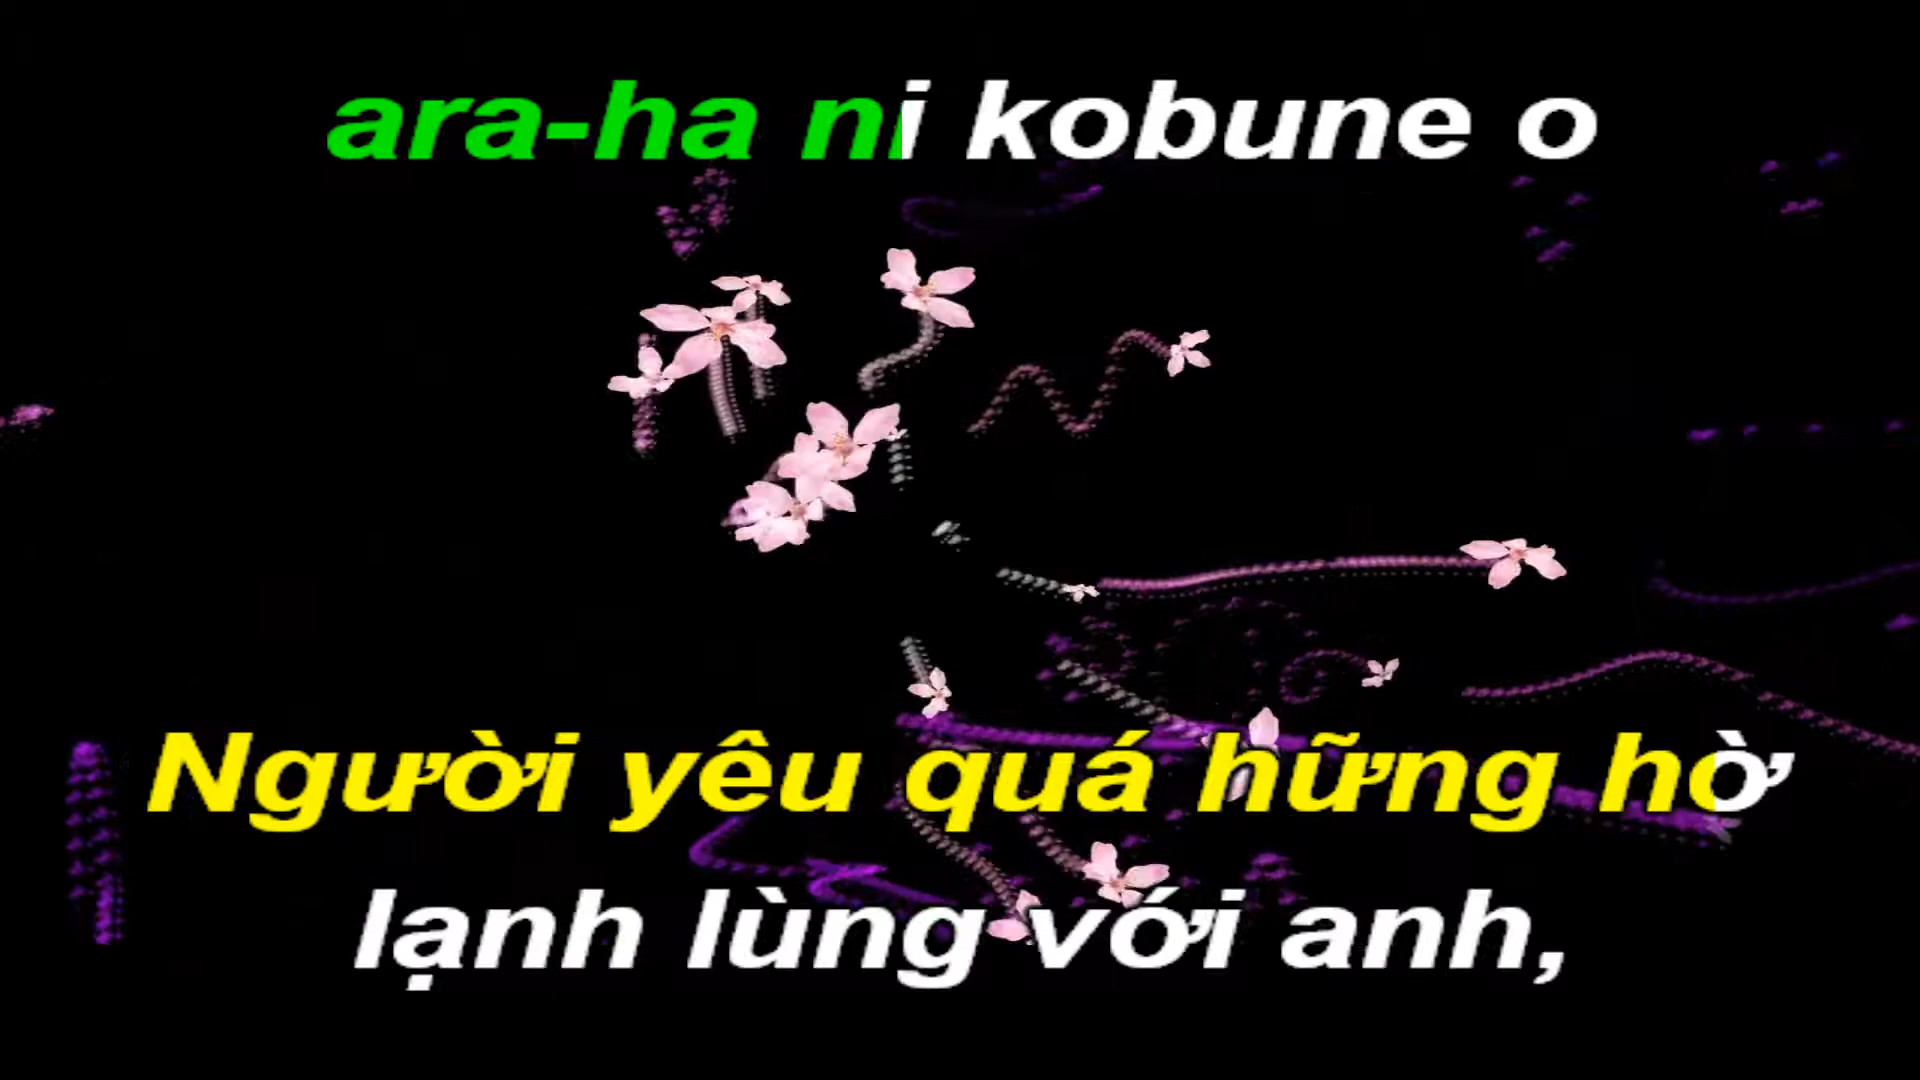 ara-ha ni kobune o
Người yêu quá hững hờ
lạnh lùng với anh,